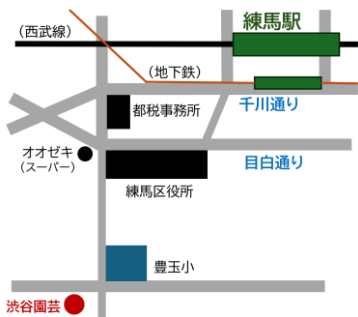 練馬駅
(西武線)
(地下鉄)
千川通り
都税事務所
目白通り
オオゼキ
(スーパー)
練馬区役所
豊玉小
渋谷園芸